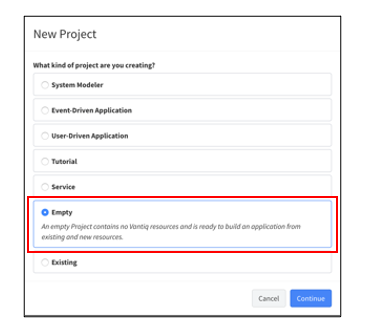 New Project
What kind of project are you creating?
System Modeler
Event-Driven Application
User-Driven Application
Tutorial
Service
Empty
An empty Project contains no Vantiq resources and is ready to build an application from
existing and new resources.
Existing
Cancel Continue